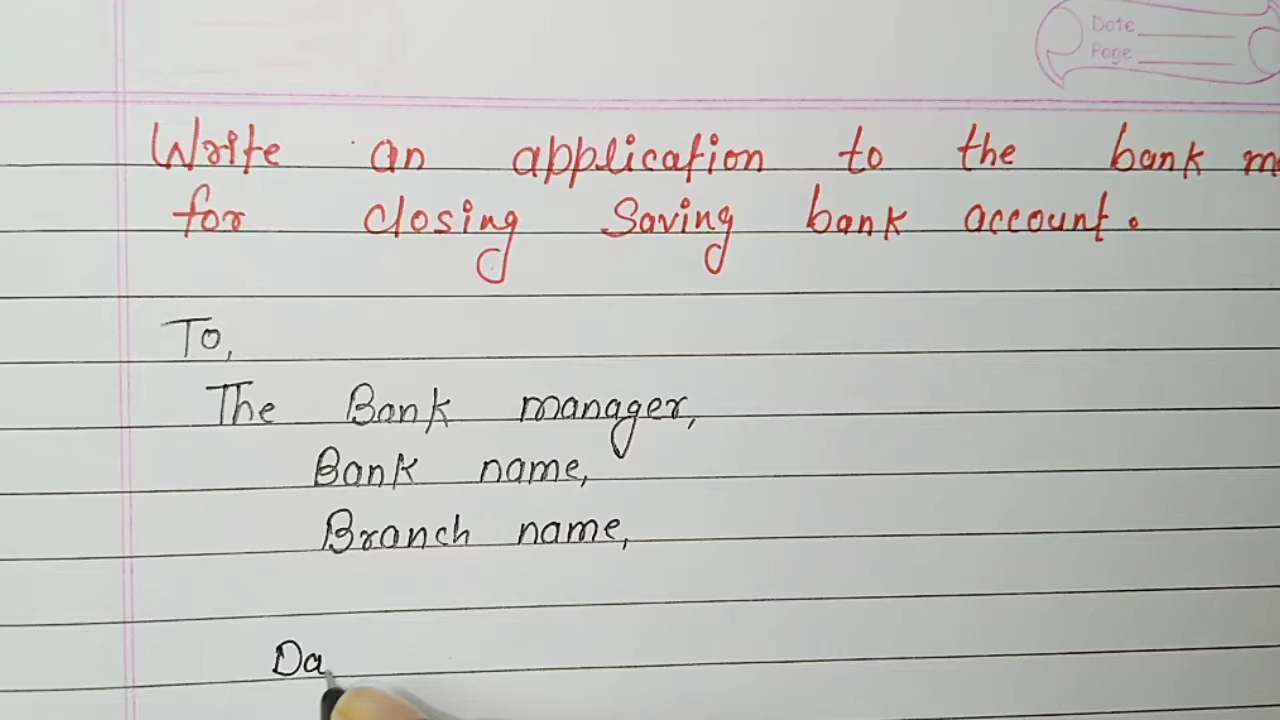 Date
Page
Write an application to the bank
for closing Saving bank account.
To,
The Bank manager,
Bank name,
Branch name,
Da